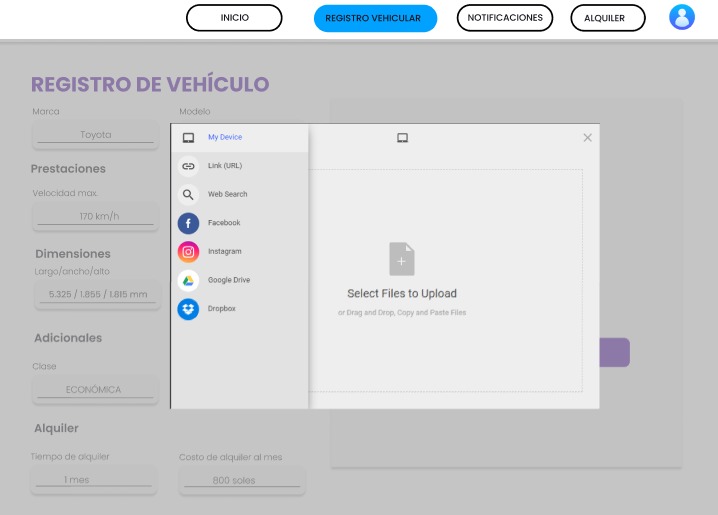 INICIO
REGISTRO VEHICULAR
NOTIFICACIONES
ALQUILER
REGISTRO DE VEHÍCULO
Marca
Modelo
Toyota
Prestaciones
Velocidad max.
170 km/h
Dimensiones
Largo/ancho/alto
5.325 / 1.855 / 1.815 mm
Adicionales
Clase
ECONÓMICA
Alquiler
Tiempo de alquiler
1 mes
Costo de alquiler al mes
800 soles
My Device
Link (URL)
Web Search
Facebook
Instagram
Google Drive
Dropbox
Select Files to Upload
or Drag and Drop, Copy and Paste Files